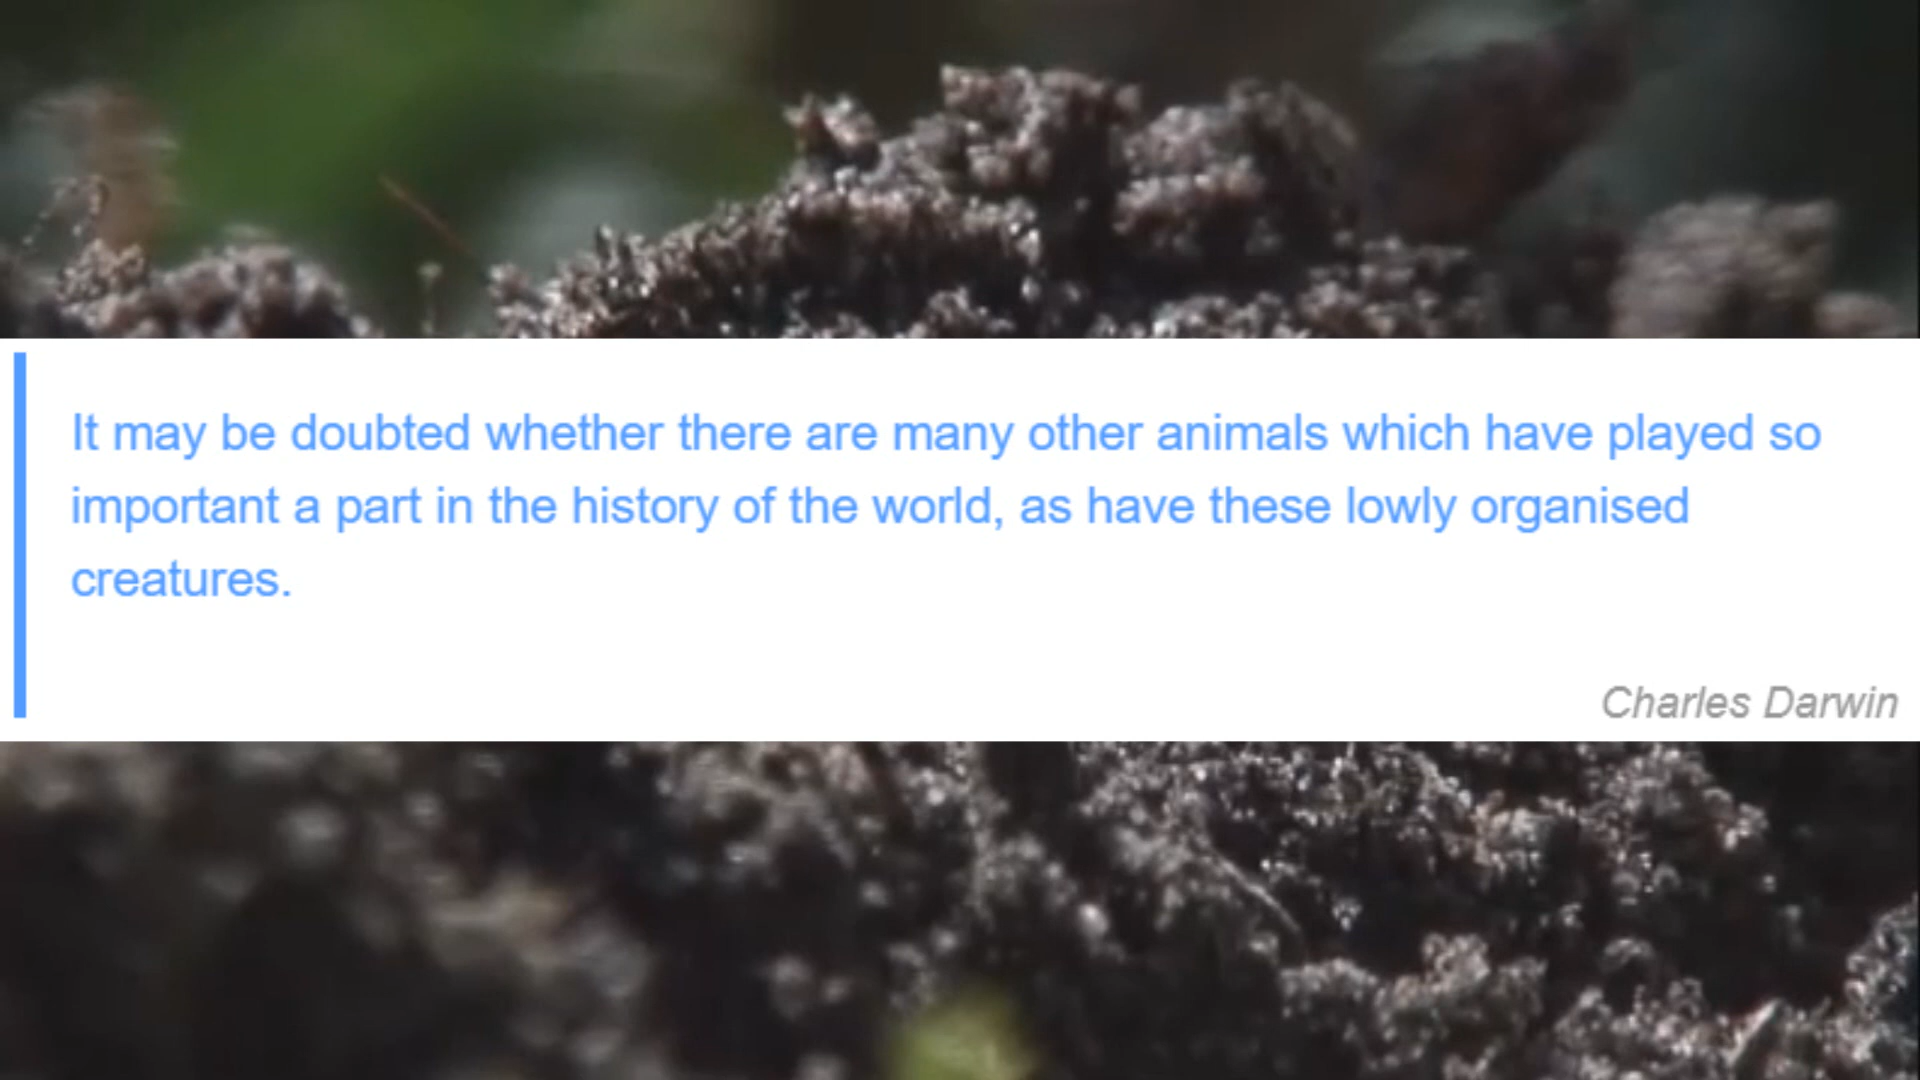 It may be doubted whether there are many other animals which have played so
important a part in the history of the world, as have these lowly organised
creatures.
Charles Darwin